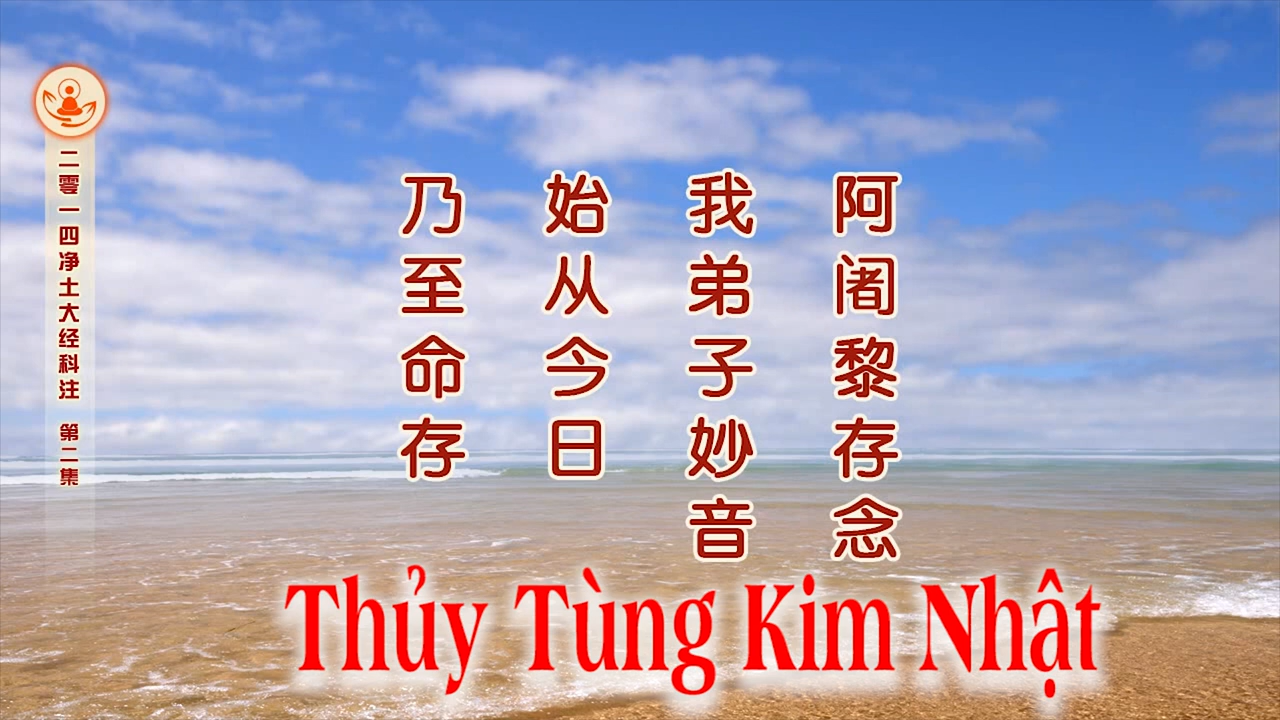 二零一四净土大经科注 第二集
阿阇黎存念
我弟子妙音
始从今日
乃至命存
Thủy Tùng Kim Nhật